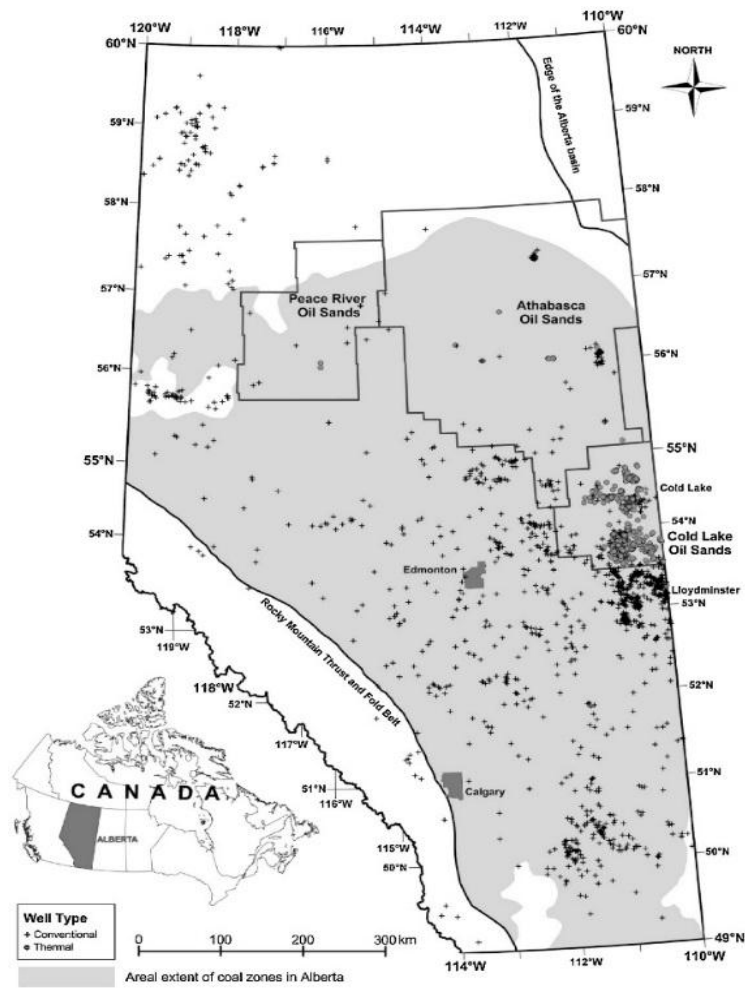 120°W
118°W
116°W
114°W
112°W
110°W
60°N
60°N
NORTH
Edge of the Alberta basin
59°N
59°N
58°N
58°N
57°N
57°N
Peace River
Oil Sands
Athabasca
Oil Sands
56°N
56°N
55°N
55°N
Cold Lake
54°N
54°N
Cold Lake
Oil Sands
Edmonton
Lloydminster
53°N
Rocky Mountain Thrust and Fold Belt
53°N
119°W
118°W
52°N
52°N
117°W
51°N
51°N
116°W
Calgary
CANADA
ALBERTA
115°W
50°N
50°N
49°N
114°W
112°W
110°W
Well Type
+ Conventional
Thermal
0 100 200 300 km
Areal extent of coal zones in Alberta